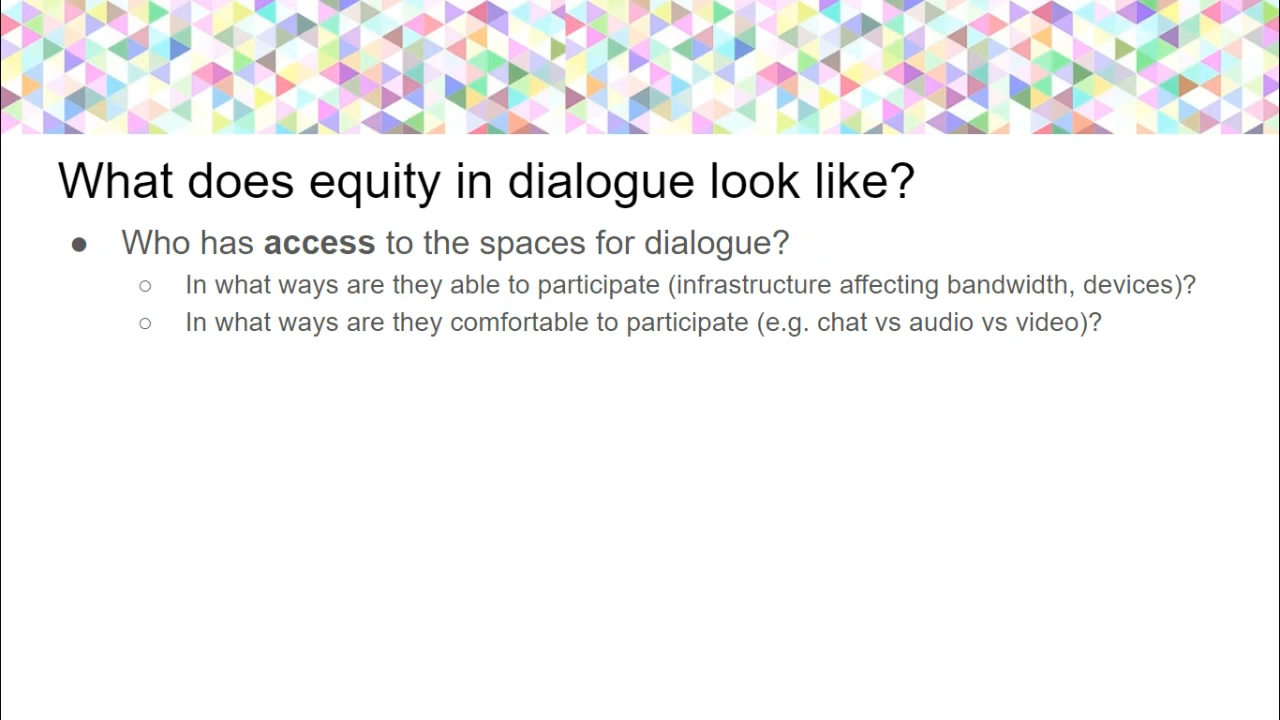 What does equity in dialogue look like?
● Who has access to the spaces for dialogue?
○ In what ways are they able to participate (infrastructure affecting bandwidth, devices)?
○ In what ways are they comfortable to participate (e.g. chat vs audio vs video)?